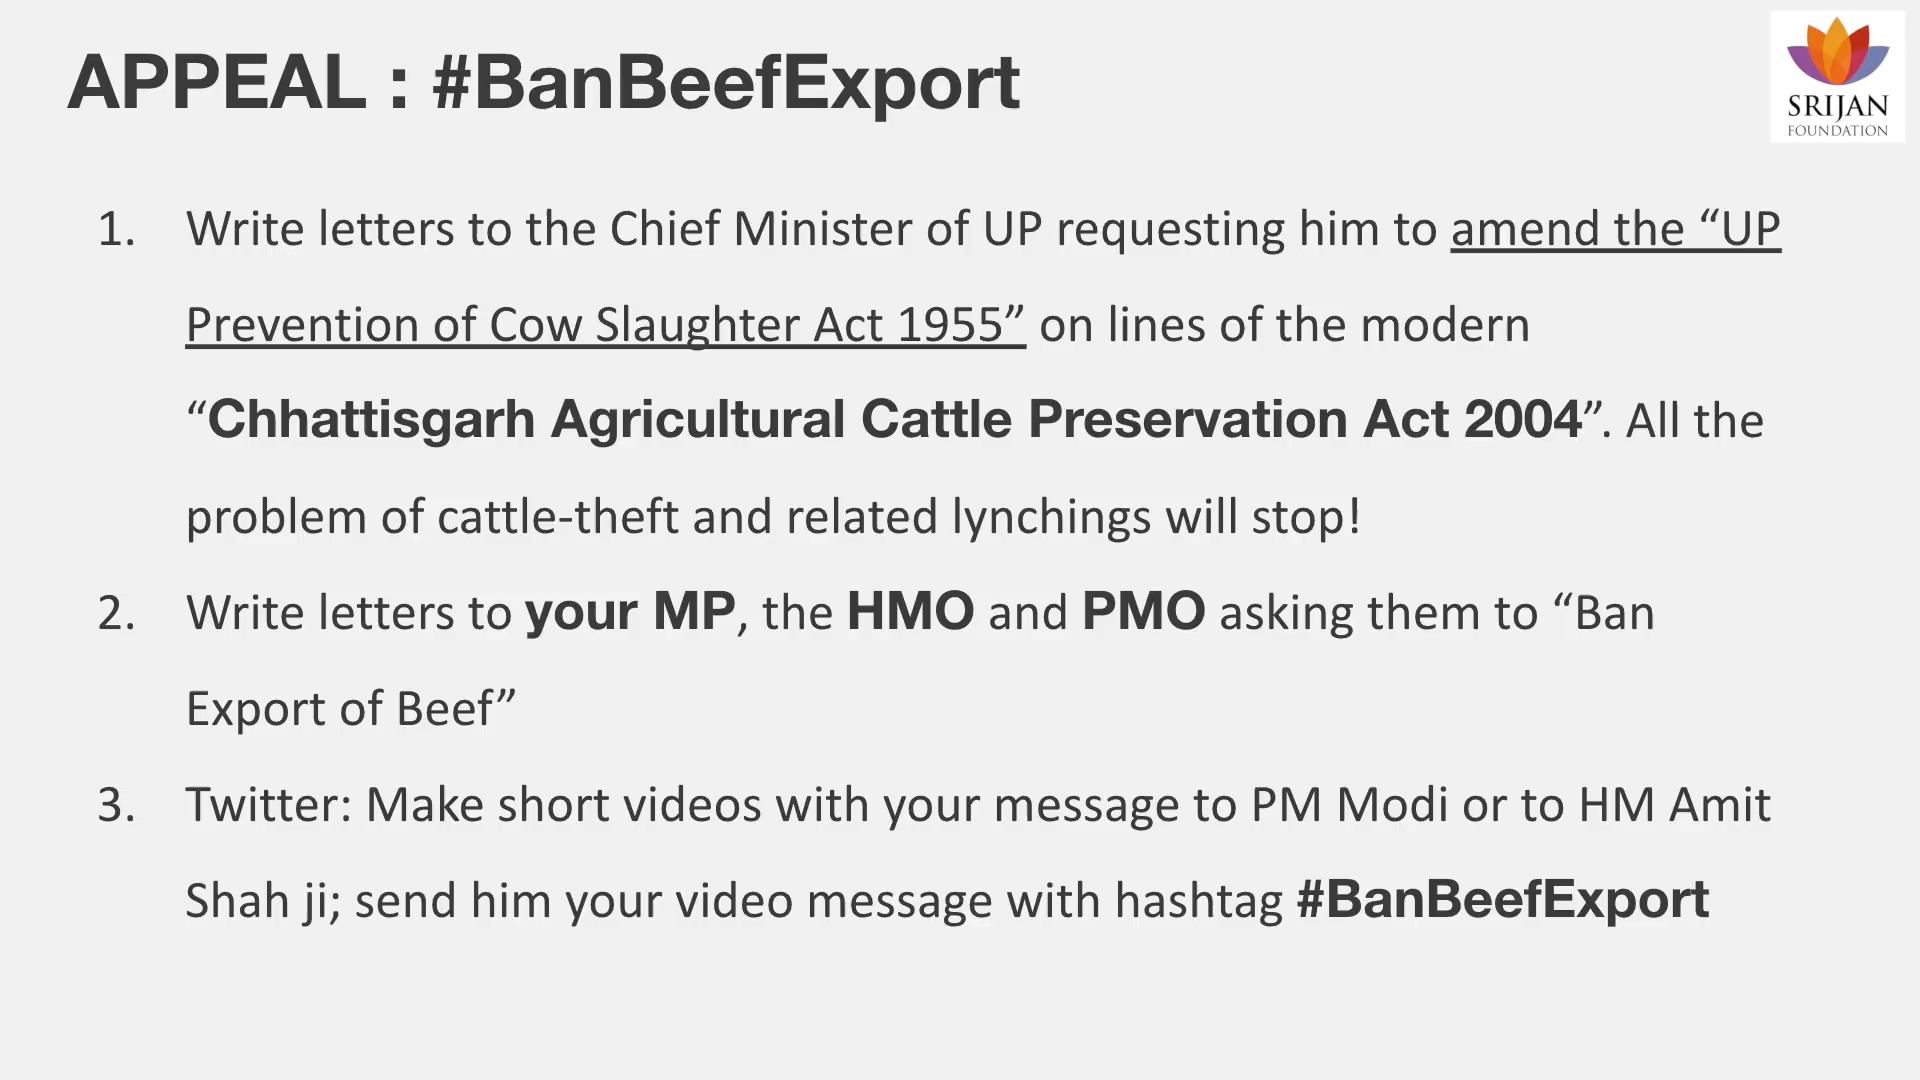 APPEAL : #BanBeefExport
SRIJAN
FOUNDATION
1. Write letters to the Chief Minister of UP requesting him to amend the “UP
Prevention of Cow Slaughter Act 1955” on lines of the modern
“Chhattisgarh Agricultural Cattle Preservation Act 2004”. All the
problem of cattle-theft and related lynchings will stop!
2. Write letters to your MP, the HMO and PMO asking them to “Ban
Export of Beef”
3. Twitter: Make short videos with your message to PM Modi or to HM Amit
Shah ji; send him your video message with hashtag #BanBeefExport